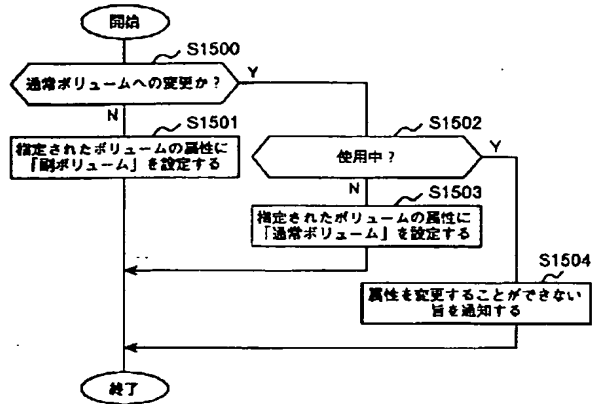 開始
S1500
通常ボリュームへの変更か?
Y
N
S1501
指定されたボリュームの属性に
「副ボリューム」を設定する
S1502
使用中?
Y
N
S1503
指定されたボリュームの属性に
「通常ボリューム」を設定する
S1504
属性を変更することができない
旨を通知する
終了